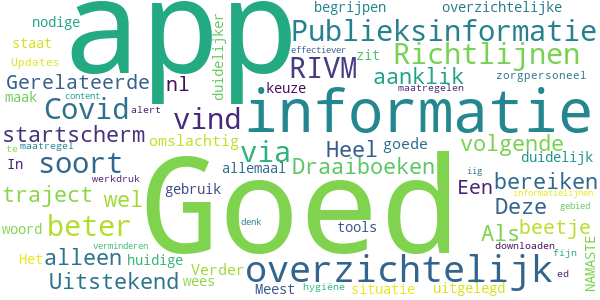 nodige app begrijpen overzichtelijke
staat duidelijker Publieksinformatie
Updates effectiever zit Richtlijnen
Gerelateerde nl RIVM aanklik zorgpersoneel
maak content Covid alert vind keuze maatregelen
startscherm informatie
te maatregel omslachtig via Heel goede volgende
In soort allemaal Draaiboeken duidelijk
werkdruk gebruik Goed Een bereiken iig
traject wel informatielijnen
woord beter denk tools Als Deze beetje gebied
verminderen
Het alleen huidige overzichtelijk downloaden fijn
Uitstekend Verder wees Meest hygiëne situatie uitgelegd ed NAMASTE